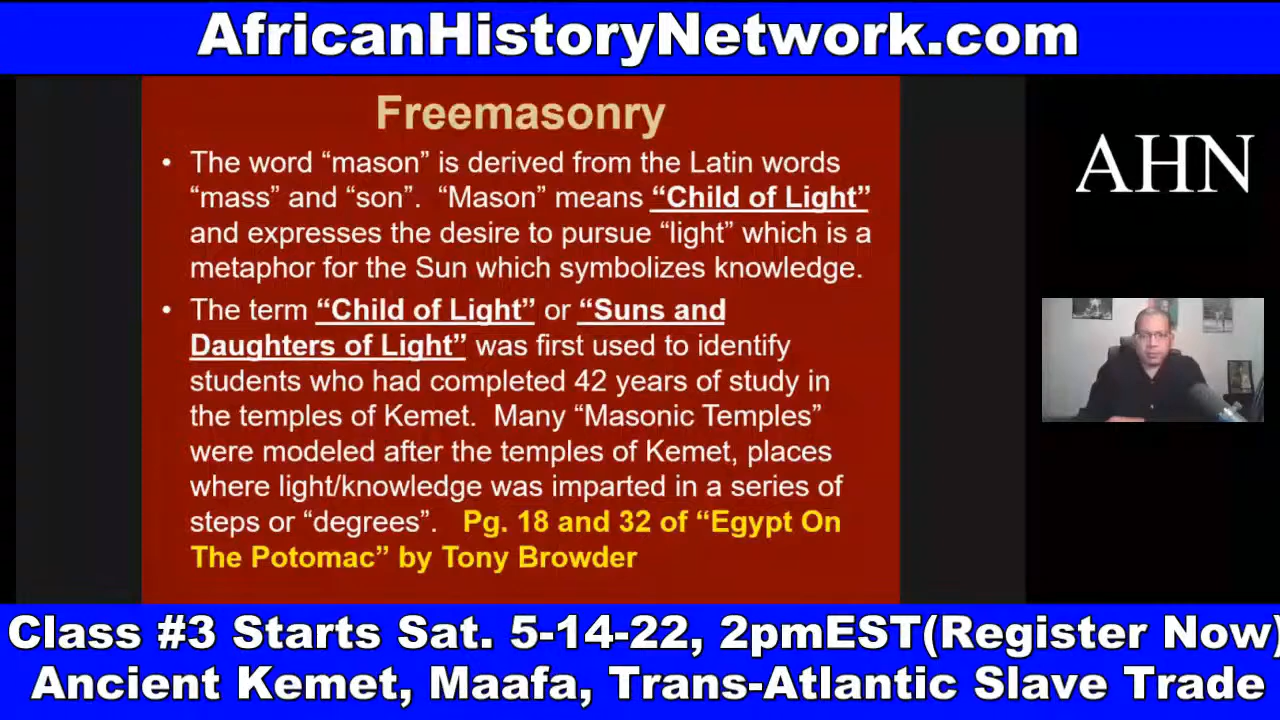 AfricanHistoryNetwork.com
Freemasonry
• The word “mason” is derived from the Latin words
“mass” and “son”. “Mason” means “Child of Light”
and expresses the desire to pursue “light” which is a
metaphor for the Sun which symbolizes knowledge.
• The term “Child of Light” or “Suns and
Daughters of Light” was first used to identify
students who had completed 42 years of study in
the temples of Kemet. Many “Masonic Temples”
were modeled after the temples of Kemet, places
where light/knowledge was imparted in a series of
steps or “degrees”. Pg. 18 and 32 of “Egypt On
The Potomac” by Tony Browder
AHN
Class #3 Starts Sat. 5-14-22, 2pmEST(Register Now)
Ancient Kemet, Maafa, Trans-Atlantic Slave Trade